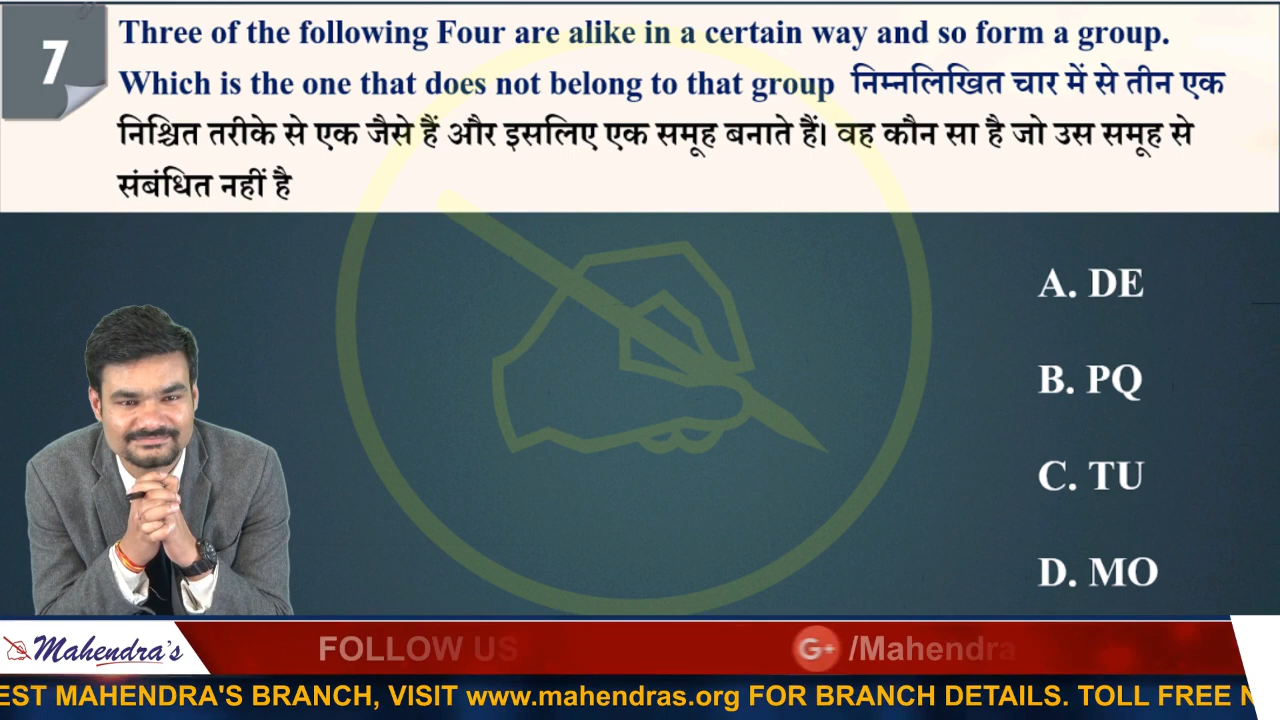 7
Three of the following Four are alike in a certain way and so form a group.
Which is the one that does not belong to that group निम्नलिखित चार में से तीन एक
निश्चित तरीके से एक जैसे हैं और इसलिए एक समूह बनाते हैं। वह कौन सा है जो उस समूह से
संबंधित नहीं है
A. DE
B. PQ
C. TU
D. MO
Mahendra's
FOLLOW US
G+ /Mahendra
EST MAHENDRA'S BRANCH, VISIT www.mahendras.org FOR BRANCH DETAILS. TOLL FREE N